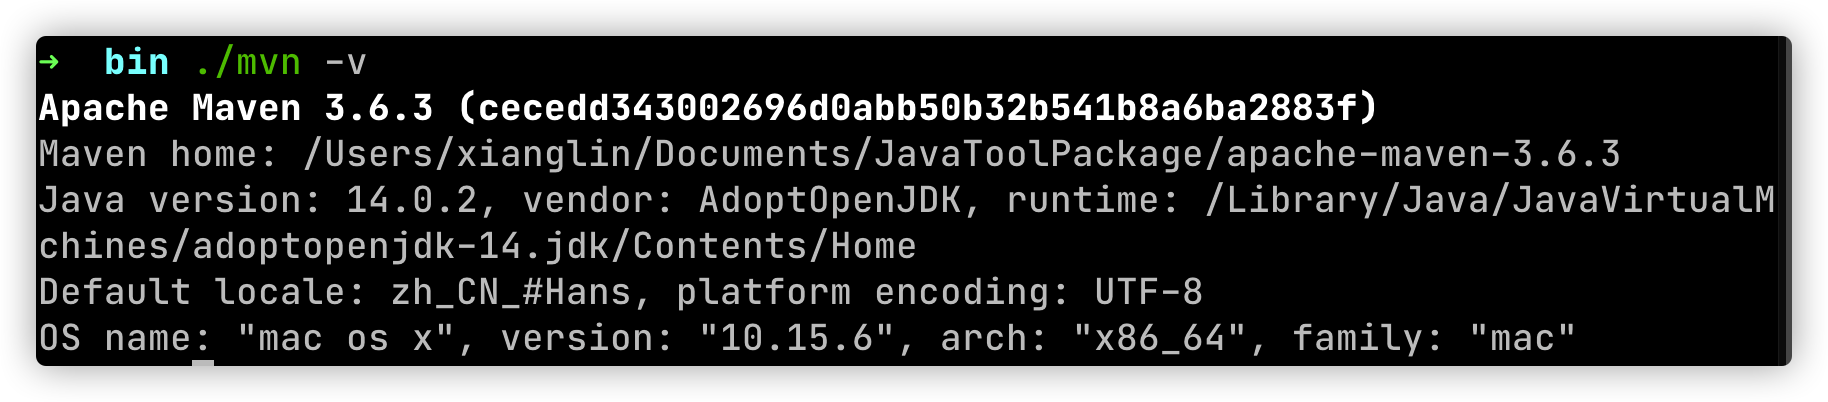 ➜  bin ./mvn -v
Apache Maven 3.6.3 (cecedd343002696d0abb50b32b541b8a6ba2883f)
Maven home: /Users/xianglin/Documents/JavaToolPackage/apache-maven-3.6.3
Java version: 14.0.2, vendor: AdoptOpenJDK, runtime: /Library/Java/JavaVirtualM
chines/adoptopenjdk-14.jdk/Contents/Home
Default locale: zh_CN_#Hans, platform encoding: UTF-8
OS name: "mac os x", version: "10.15.6", arch: "x86_64", family: "mac"